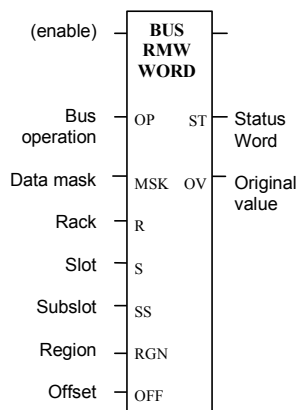 (enable)
BUS
RMW
WORD
Bus
operation
OP
ST
Status
Word
Data mask
MSK
OV
Original
value
Rack
R
Slot
S
Subslot
SS
Region
RGN
Offset
OFF